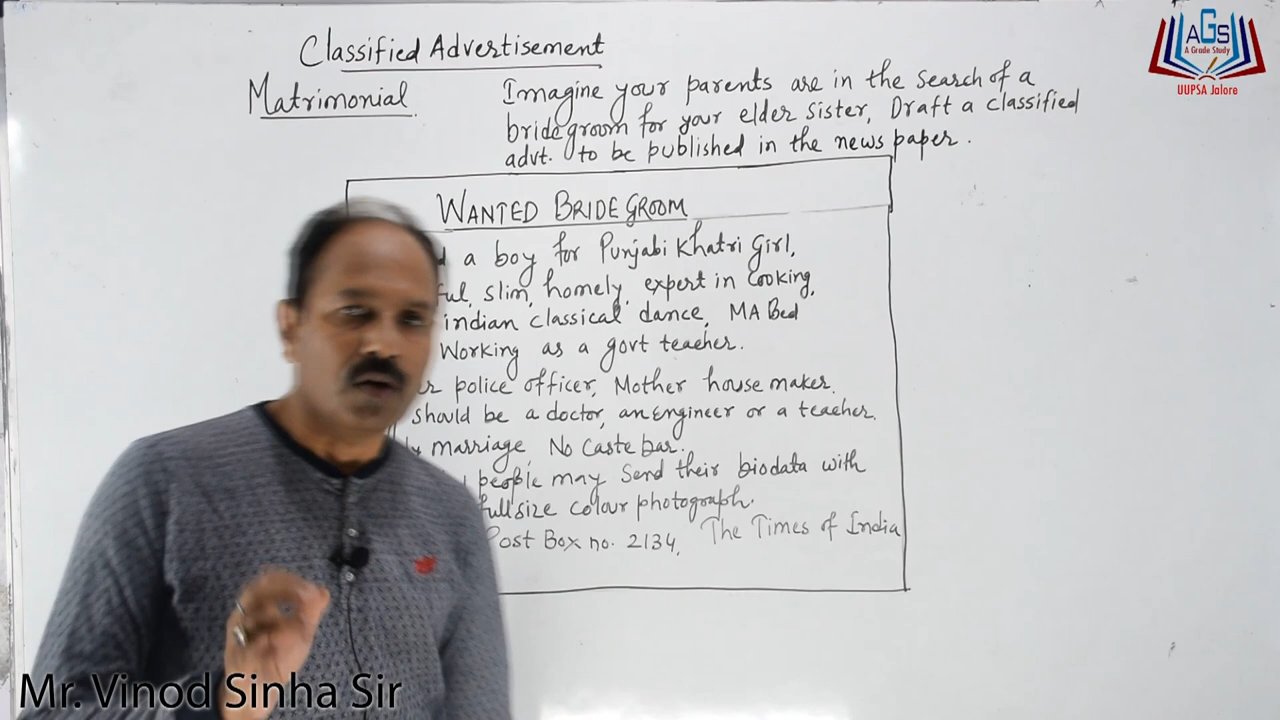 Classified Advertisement
AGS
A Grade Study
UUPSA Jalore
Matrimonial
Imagine your parents are in the search of a
bridegroom for your elder sister, Draft a classified
advt. to be published in the news paper.
WANTED BRIDE GROOM
a boy for Punjabi Khatri Girl,
slim, homely, expert in Cooking,
indian classical dance, MA Bed
Working as a govt teacher.
police officer, Mother house maker.
should be a doctor, an engineer or a teacher.
marriage No Caste bar.
people may Send their biodata with
full size colour photograph.
Post Box no. 2134, The Times of India
Mr. Vinod Sinha Sir